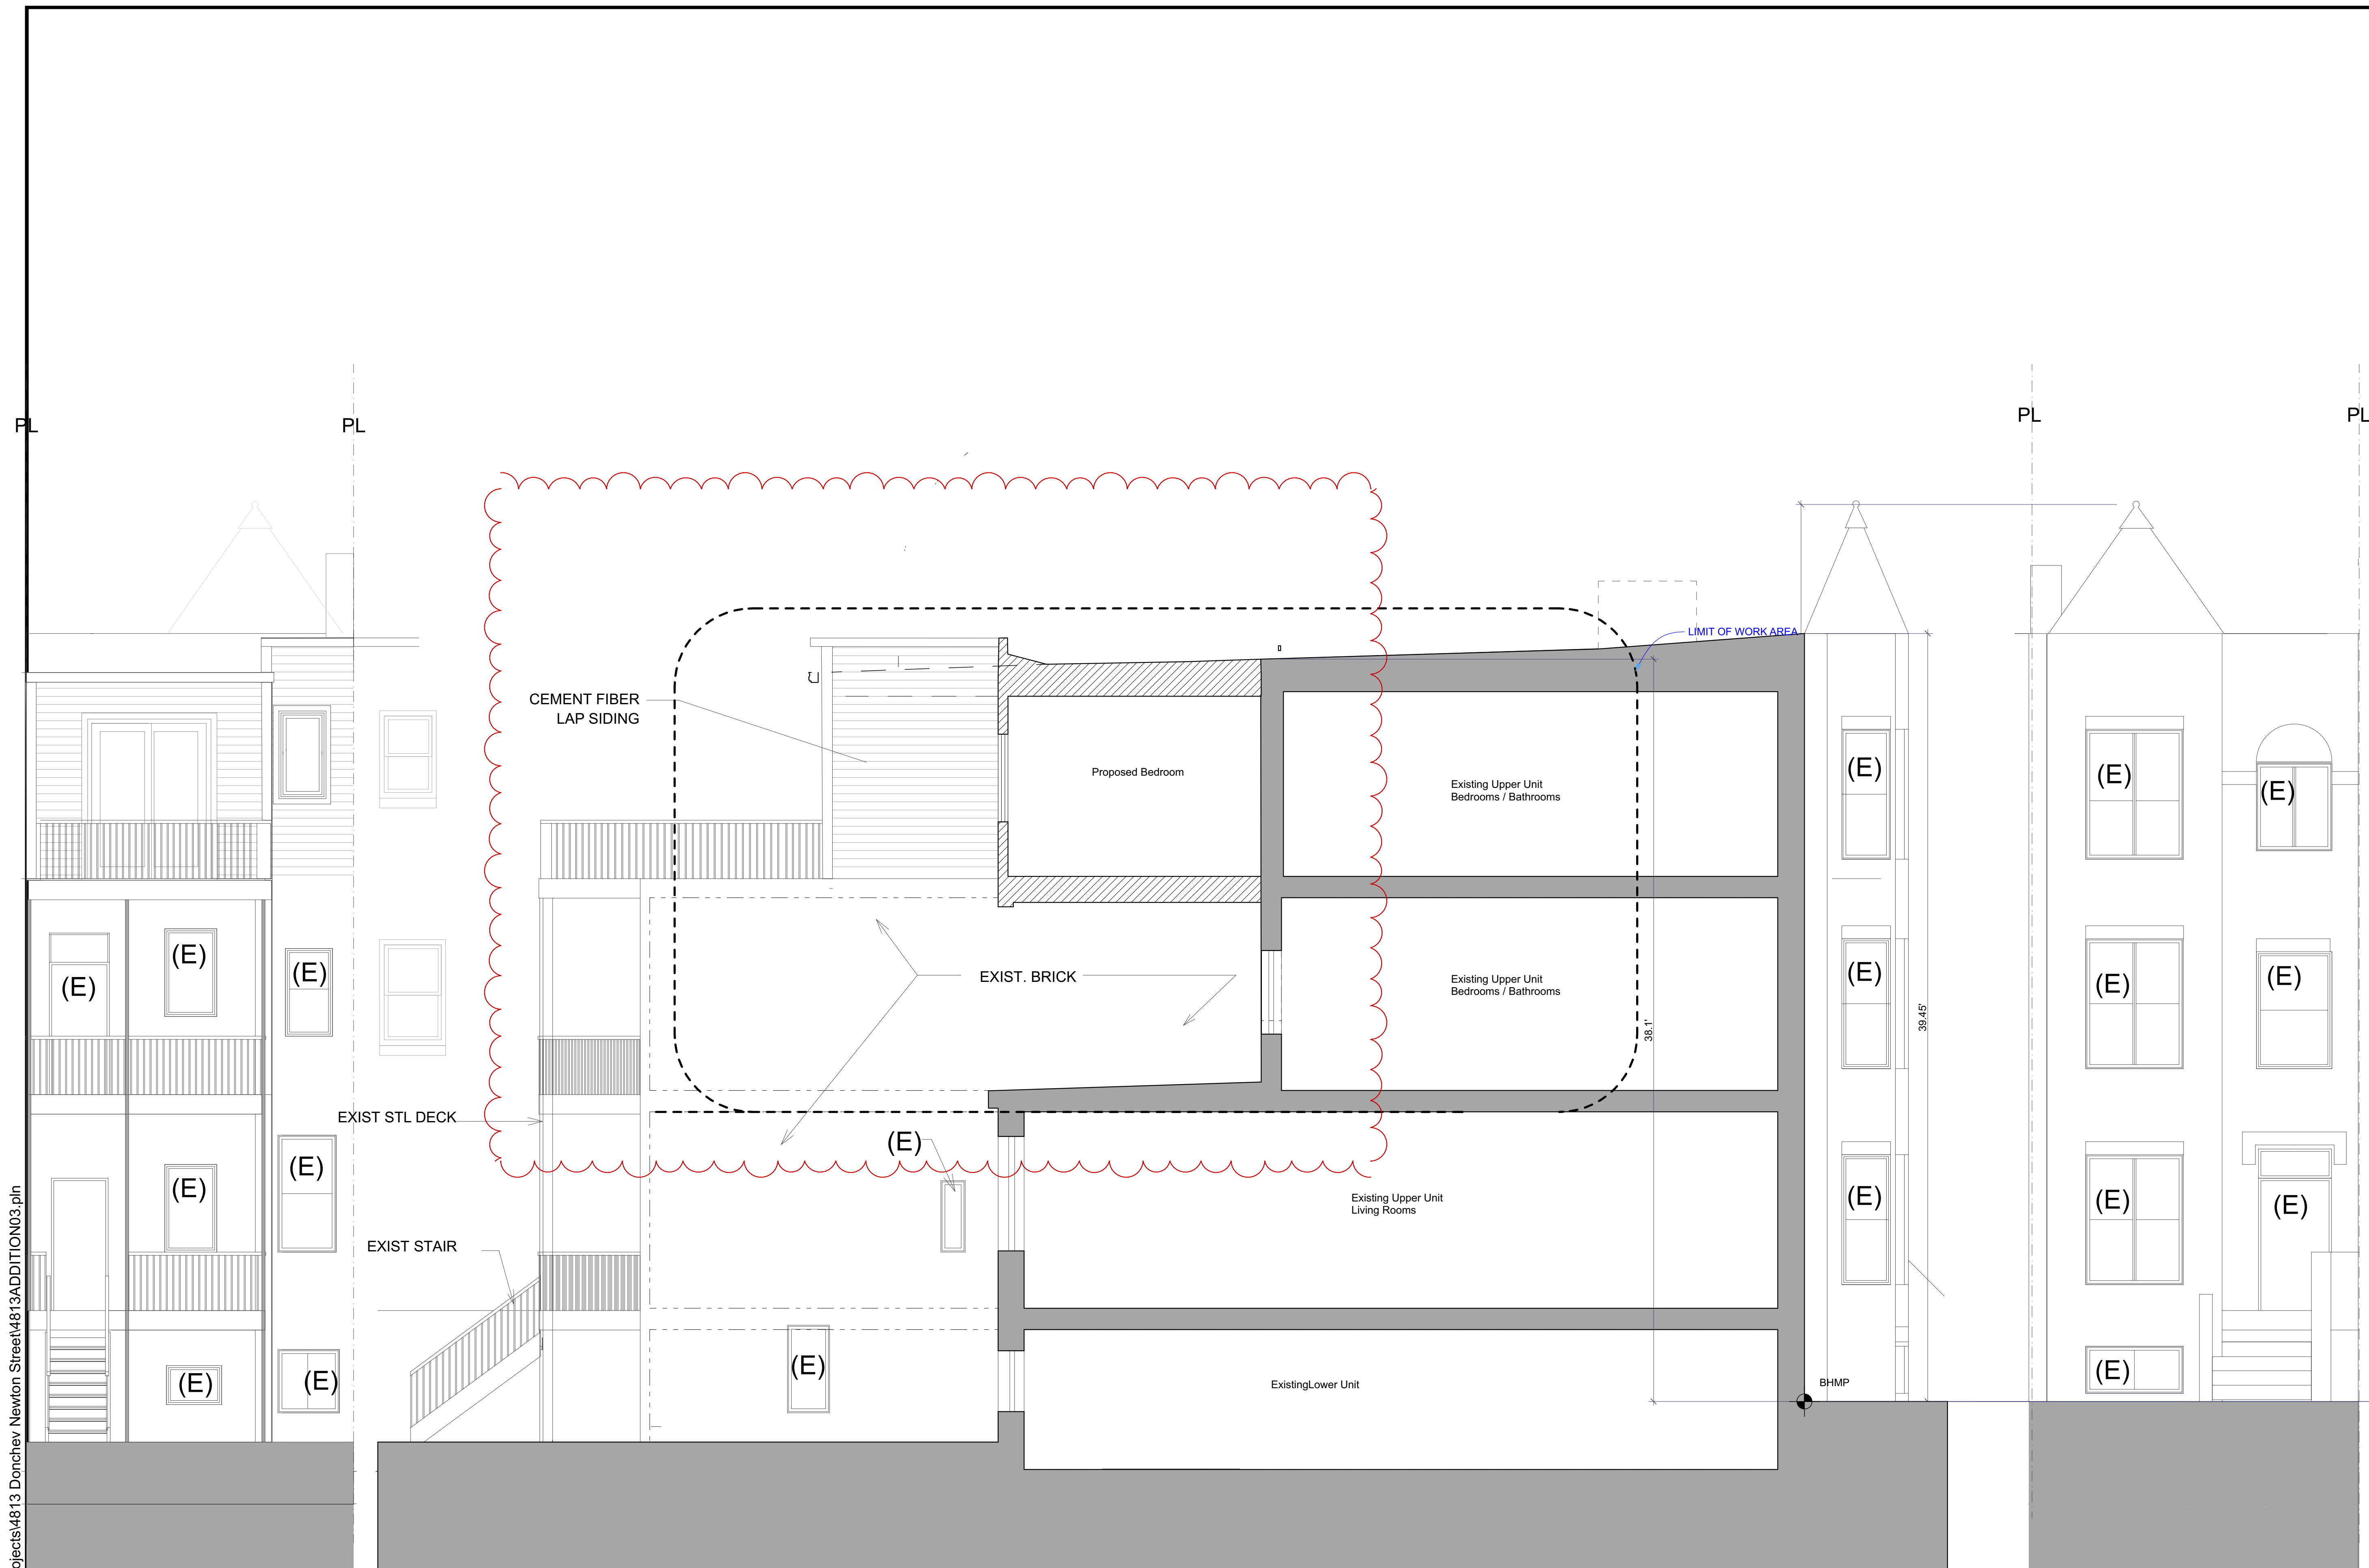 PL
PL
PL
PL
LIMIT OF WORK AREA
CEMENT FIBER
LAP SIDING
Proposed Bedroom
Existing Upper Unit
Bedrooms / Bathrooms
(E)
(E)
(E)
(E)
(E)
(E)
EXIST. BRICK
Existing Upper Unit
Bedrooms / Bathrooms
(E)
(E)
(E)
38.1'
39.45'
EXIST STL DECK
(E)
(E)
(E)
Existing Upper Unit
Living Rooms
(E)
(E)
(E)
EXIST STAIR
(E)
(E)
(E)
ExistingLower Unit
BHMP
(E)
ojects\4813 Donchev Newton Street\4813ADDITION03.pln